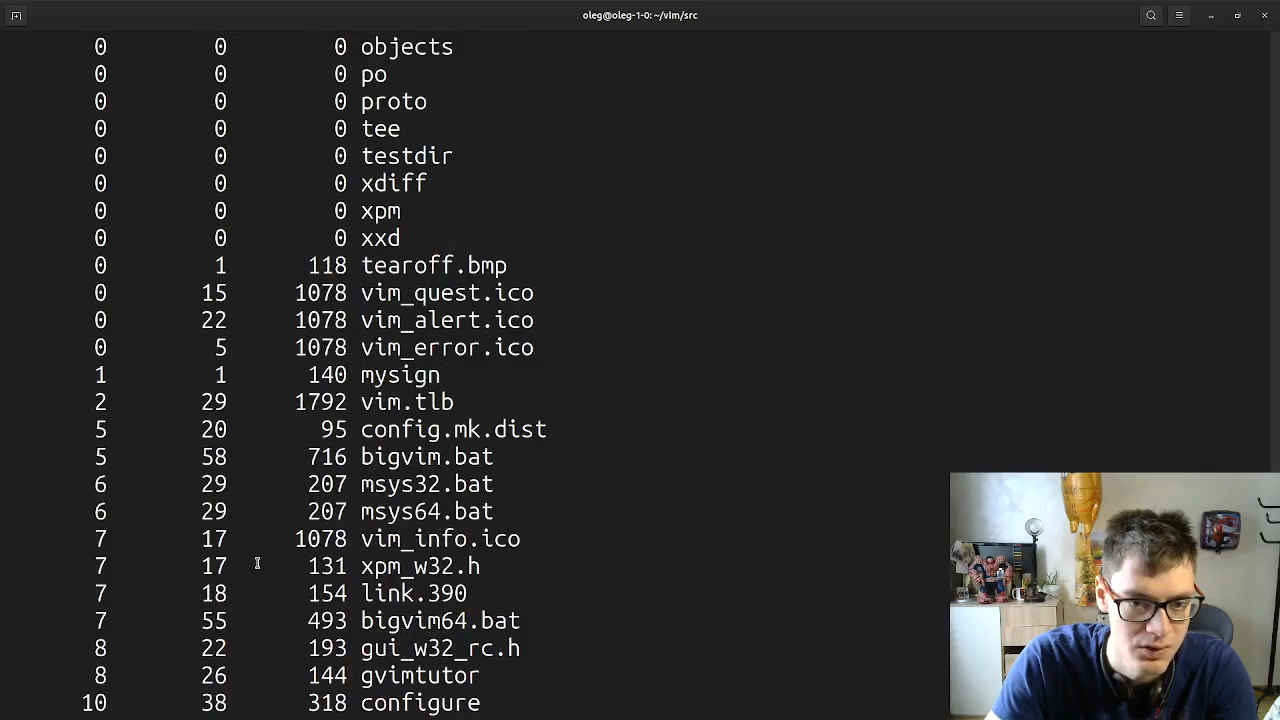 oleg@oleg-1-0: ~/vim/src
0 0 0 objects
0 0 0 po
0 0 0 proto
0 0 0 tee
0 0 0 testdir
0 0 0 xdiff
0 0 0 xpm
0 0 0 xxd
0 1 118 tearoff.bmp
0 15 1078 vim_quest.ico
0 22 1078 vim_alert.ico
0 5 1078 vim_error.ico
1 1 140 mysign
2 29 1792 vim.tlb
5 20 95 config.mk.dist
5 58 716 bigvim.bat
6 29 207 msys32.bat
6 29 207 msys64.bat
7 17 1078 vim_info.ico
7 17 131 xpm_w32.h
7 18 154 link.390
7 55 493 bigvim64.bat
8 22 193 gui_w32_rc.h
8 26 144 gvimtutor
10 38 318 configure